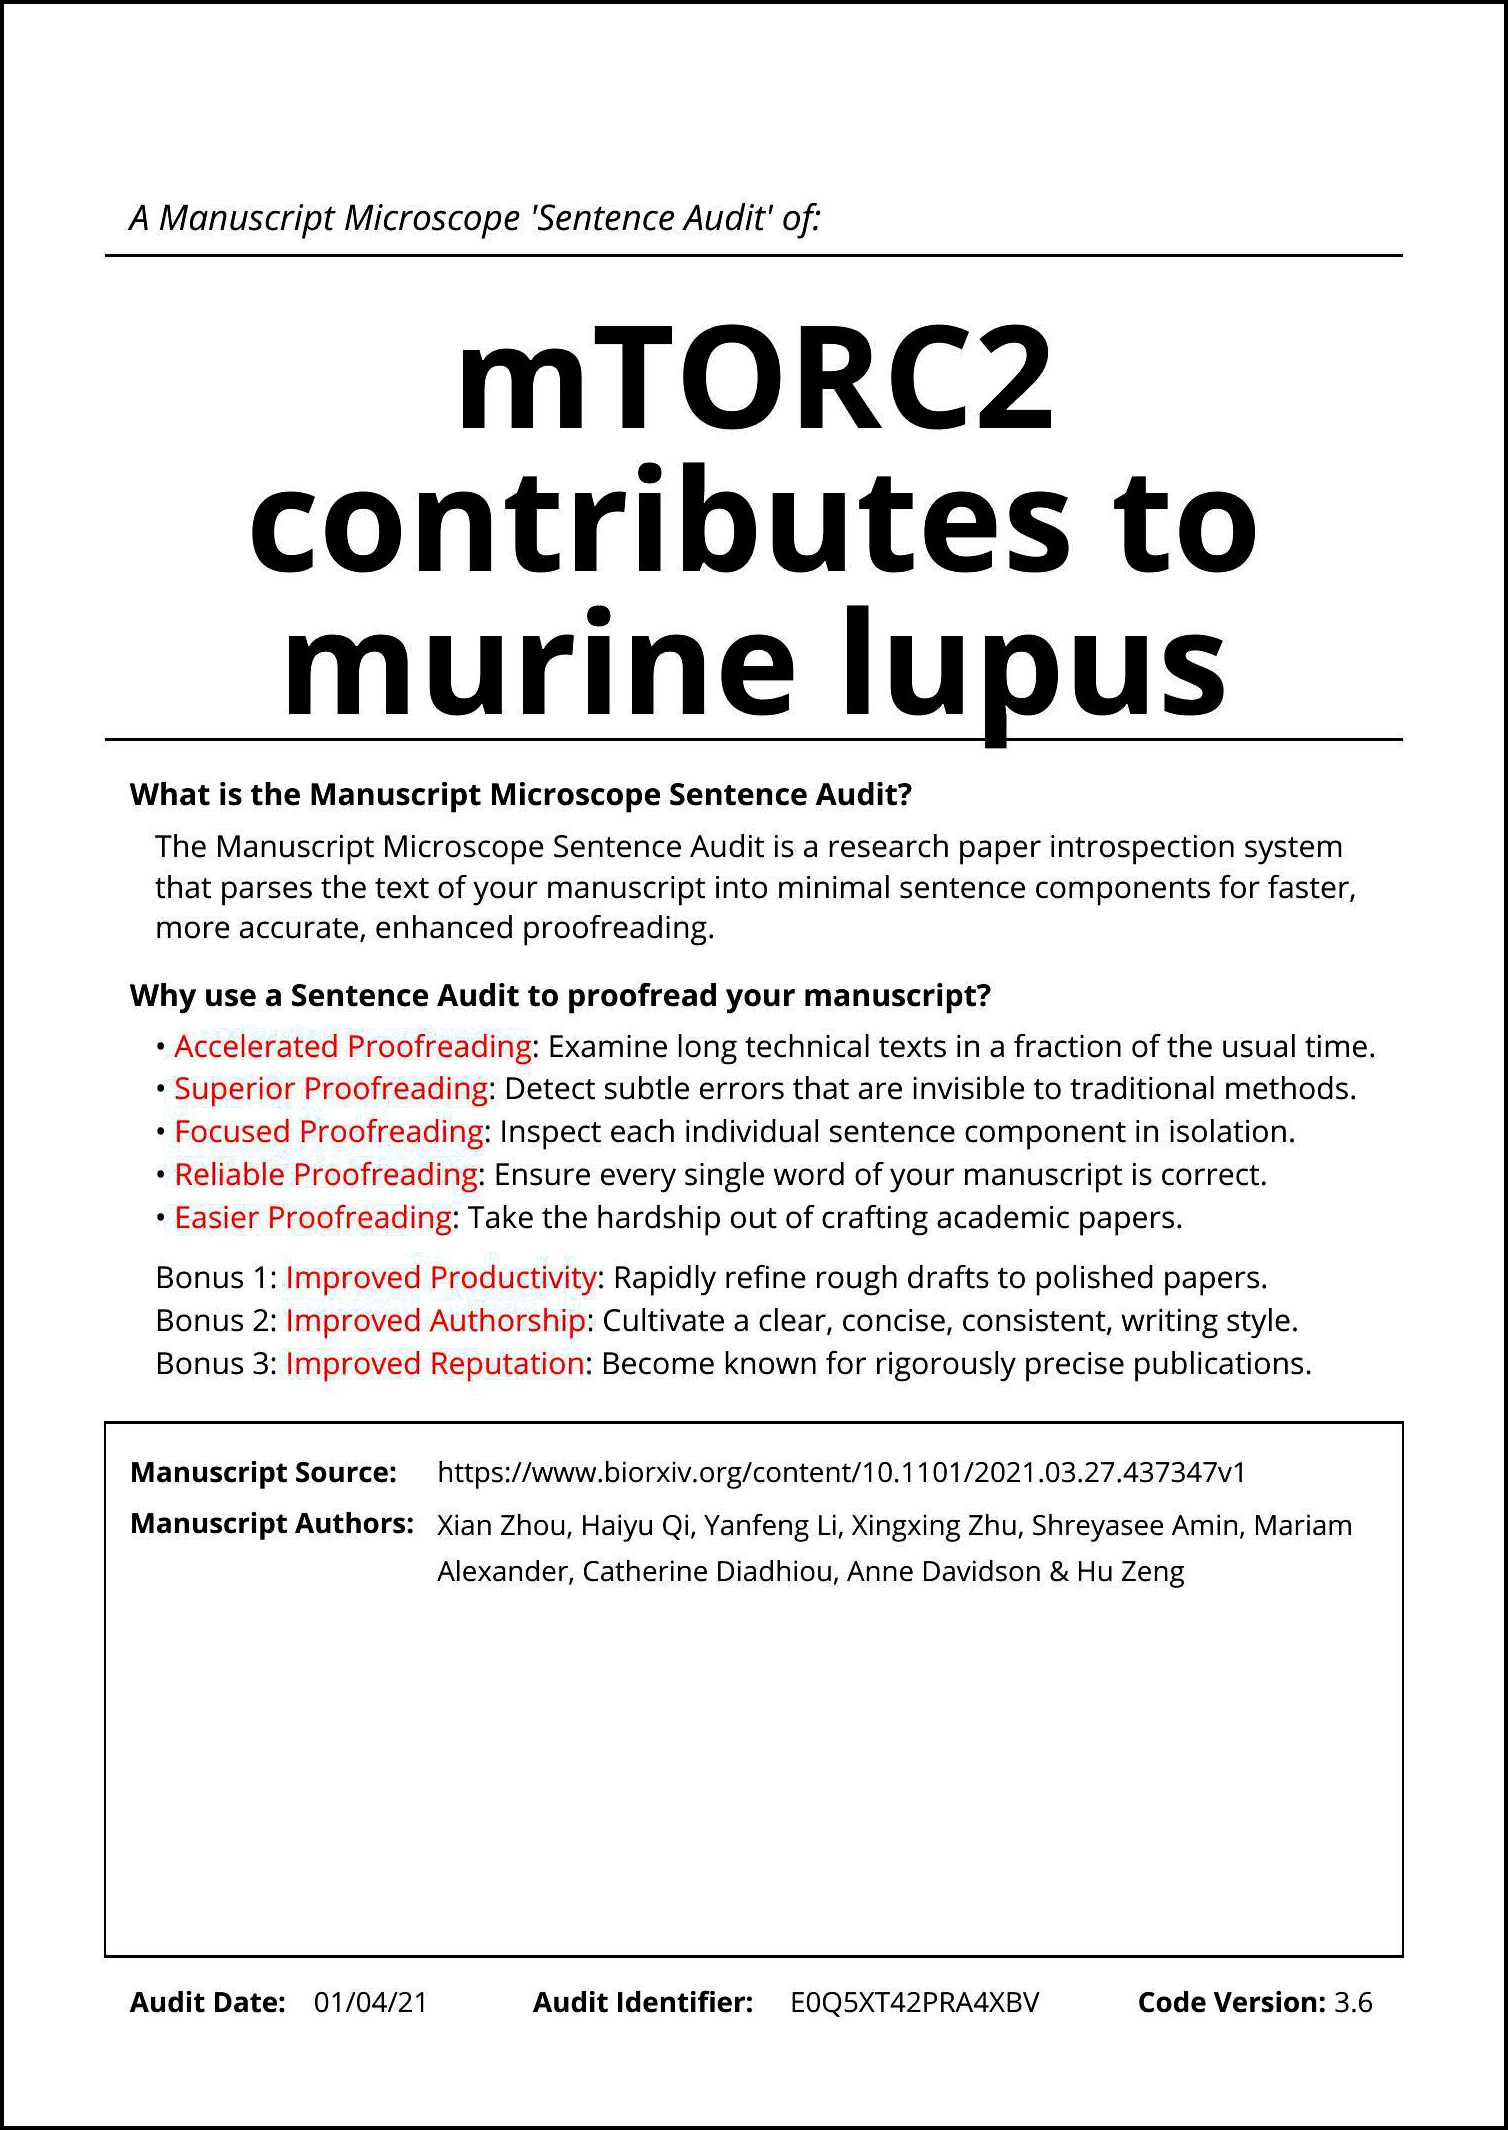 A Manuscript Microscope 'Sentence Audit' of:
mTORC2
contributes to
murine lupus
What is the Manuscript Microscope Sentence Audit?
The Manuscript Microscope Sentence Audit is a research paper introspection system
that parses the text of your manuscript into minimal sentence components for faster,
more accurate, enhanced proofreading.
Why use a Sentence Audit to proofread your manuscript?
• Accelerated Proofreading: Examine long technical texts in a fraction of the usual time.
• Superior Proofreading: Detect subtle errors that are invisible to traditional methods.
• Focused Proofreading: Inspect each individual sentence component in isolation.
• Reliable Proofreading: Ensure every single word of your manuscript is correct.
• Easier Proofreading: Take the hardship out of crafting academic papers.
Bonus 1: Improved Productivity: Rapidly refine rough drafts to polished papers.
Bonus 2: Improved Authorship: Cultivate a clear, concise, consistent, writing style.
Bonus 3: Improved Reputation: Become known for rigorously precise publications.
Manuscript Source: https://www.biorxiv.org/content/10.1101/2021.03.27.437347v1
Manuscript Authors: Xian Zhou, Haiyu Qi, Yanfeng Li, Xingxing Zhu, Shreyasee Amin, Mariam
Alexander, Catherine Diadhiou, Anne Davidson & Hu Zeng
Audit Date: 01/04/21 Audit Identifier: E0Q5XT42PRA4XBV Code Version: 3.6